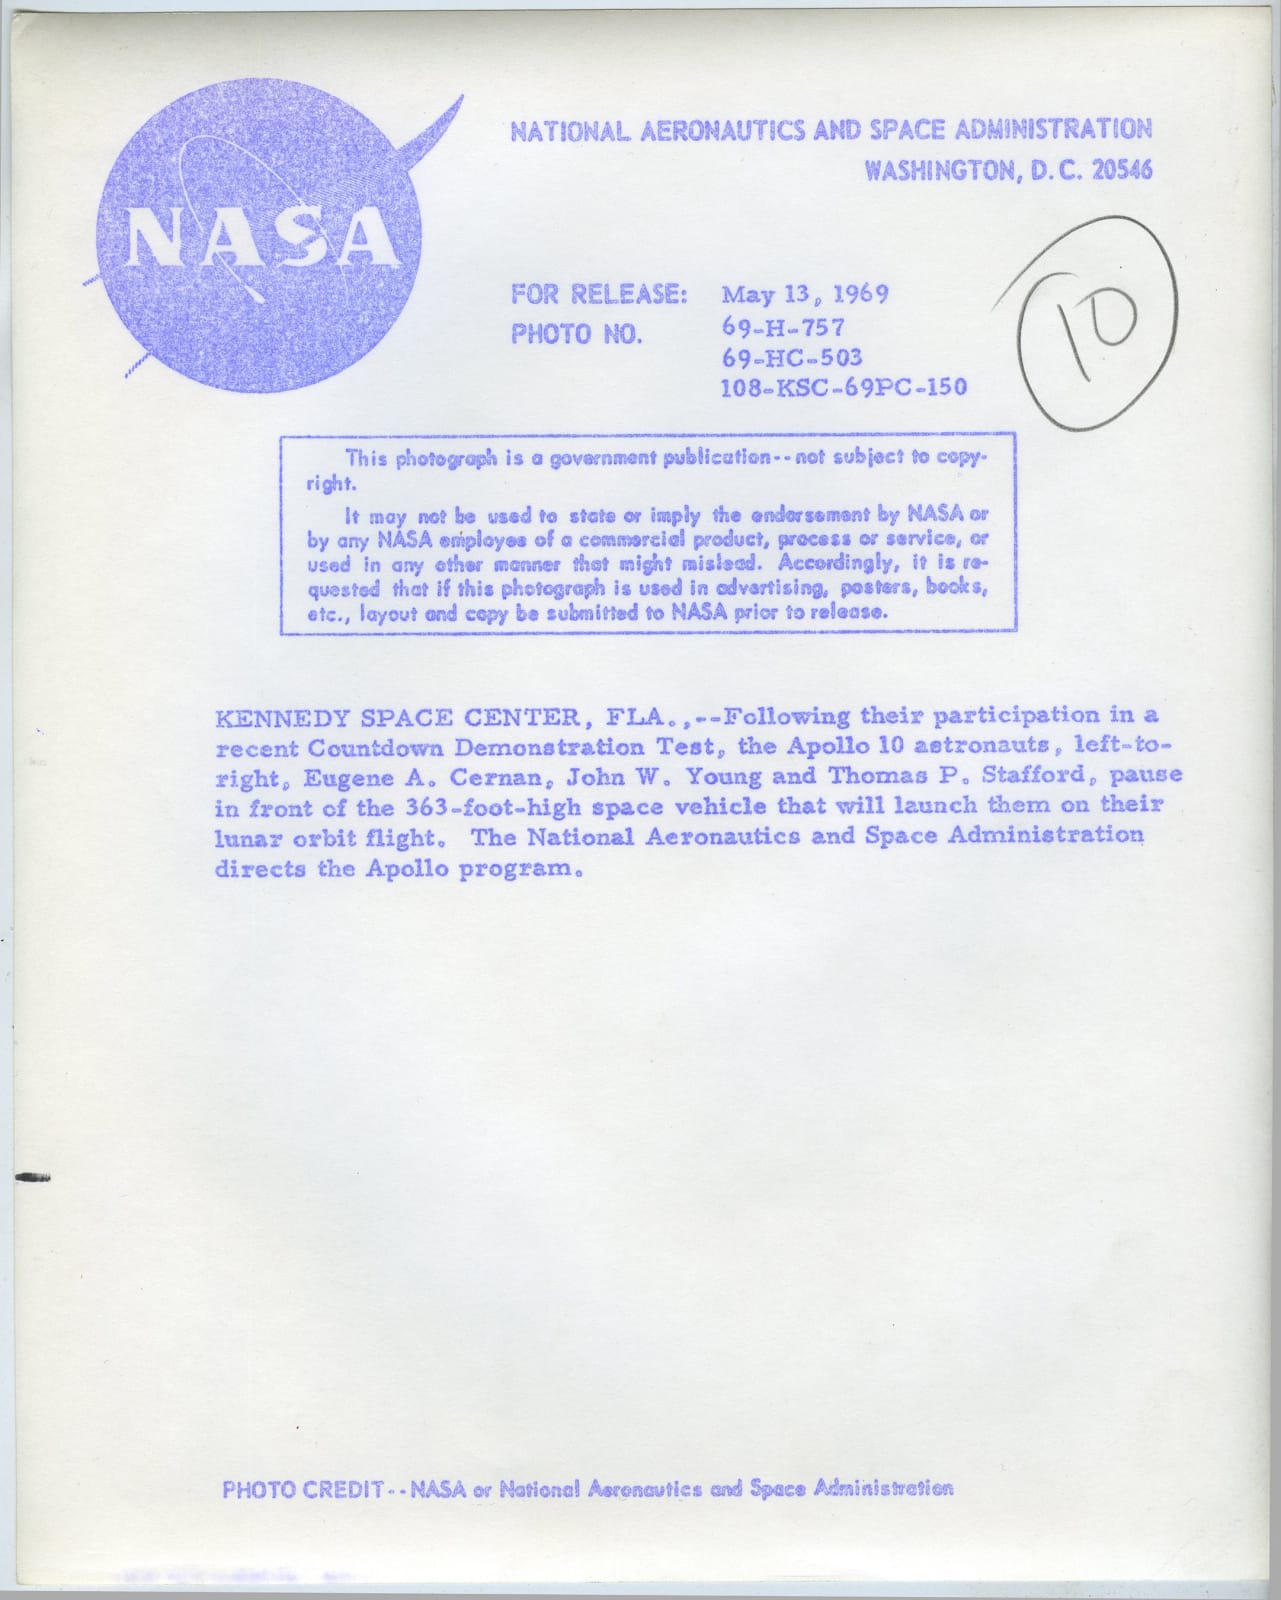 NASA
NATIONAL AERONAUTICS AND SPACE ADMINISTRATION
WASHINGTON, D.C. 20546
FOR RELEASE: May 13, 1969
PHOTO NO. 69-H-757
69-HC-503
108-KSC-69PC-150
10
This photograph is a government publication--not subject to copy-
right.
It may not be used to state or imply the endorsement by NASA or
by any NASA employee of a commercial product, process or service, or
used in any other manner that might mislead. Accordingly, it is re-
quested that if this photograph is used in advertising, posters, books,
etc., layout and copy be submitted to NASA prior to release.
KENNEDY SPACE CENTER, FLA.,--Following their participation in a
recent Countdown Demonstration Test, the Apollo 10 astronauts, left-to-
right, Eugene A. Cernan, John W. Young and Thomas P. Stafford, pause
in front of the 363-foot-high space vehicle that will launch them on their
lunar orbit flight. The National Aeronautics and Space Administration
directs the Apollo program.
PHOTO CREDIT--NASA or National Aeronautics and Space Administration